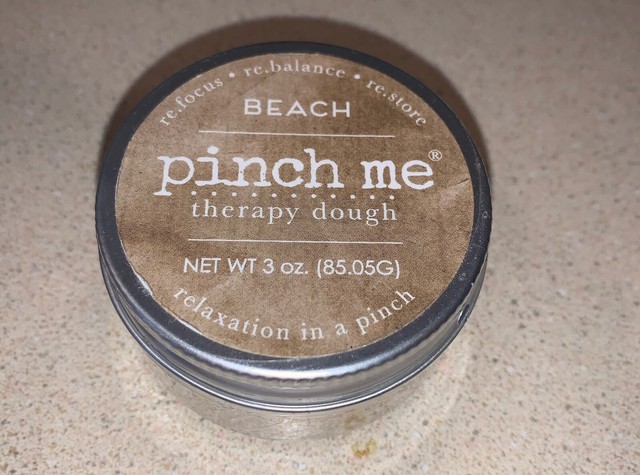 re.focus • re.balance • re.store
BEACH
pinch me®
therapy dough
NET WT 3 oz. (85.05G)
relaxation in a pinch